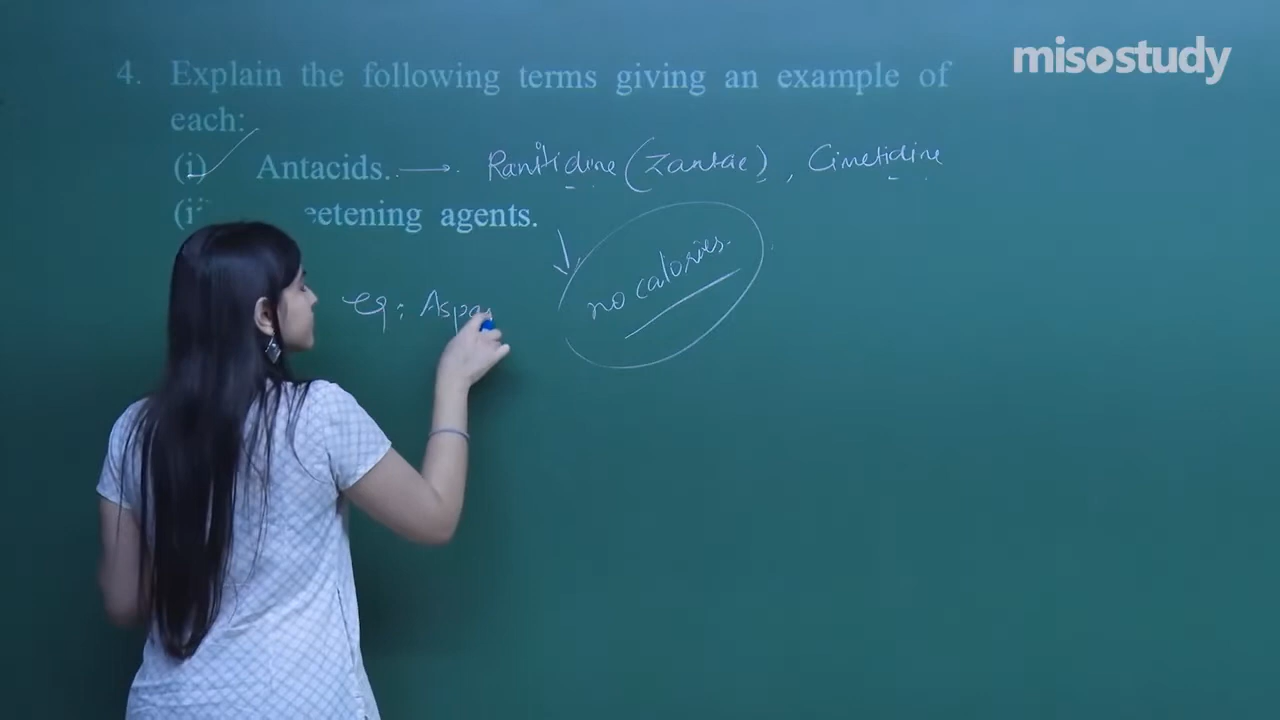 misostudy
4. Explain the following terms giving an example of
each:
(i) Antacids. → Ranitidine (Zantac), Cimetidine
(ii) eetening agents.
no calories.
eg: Aspa